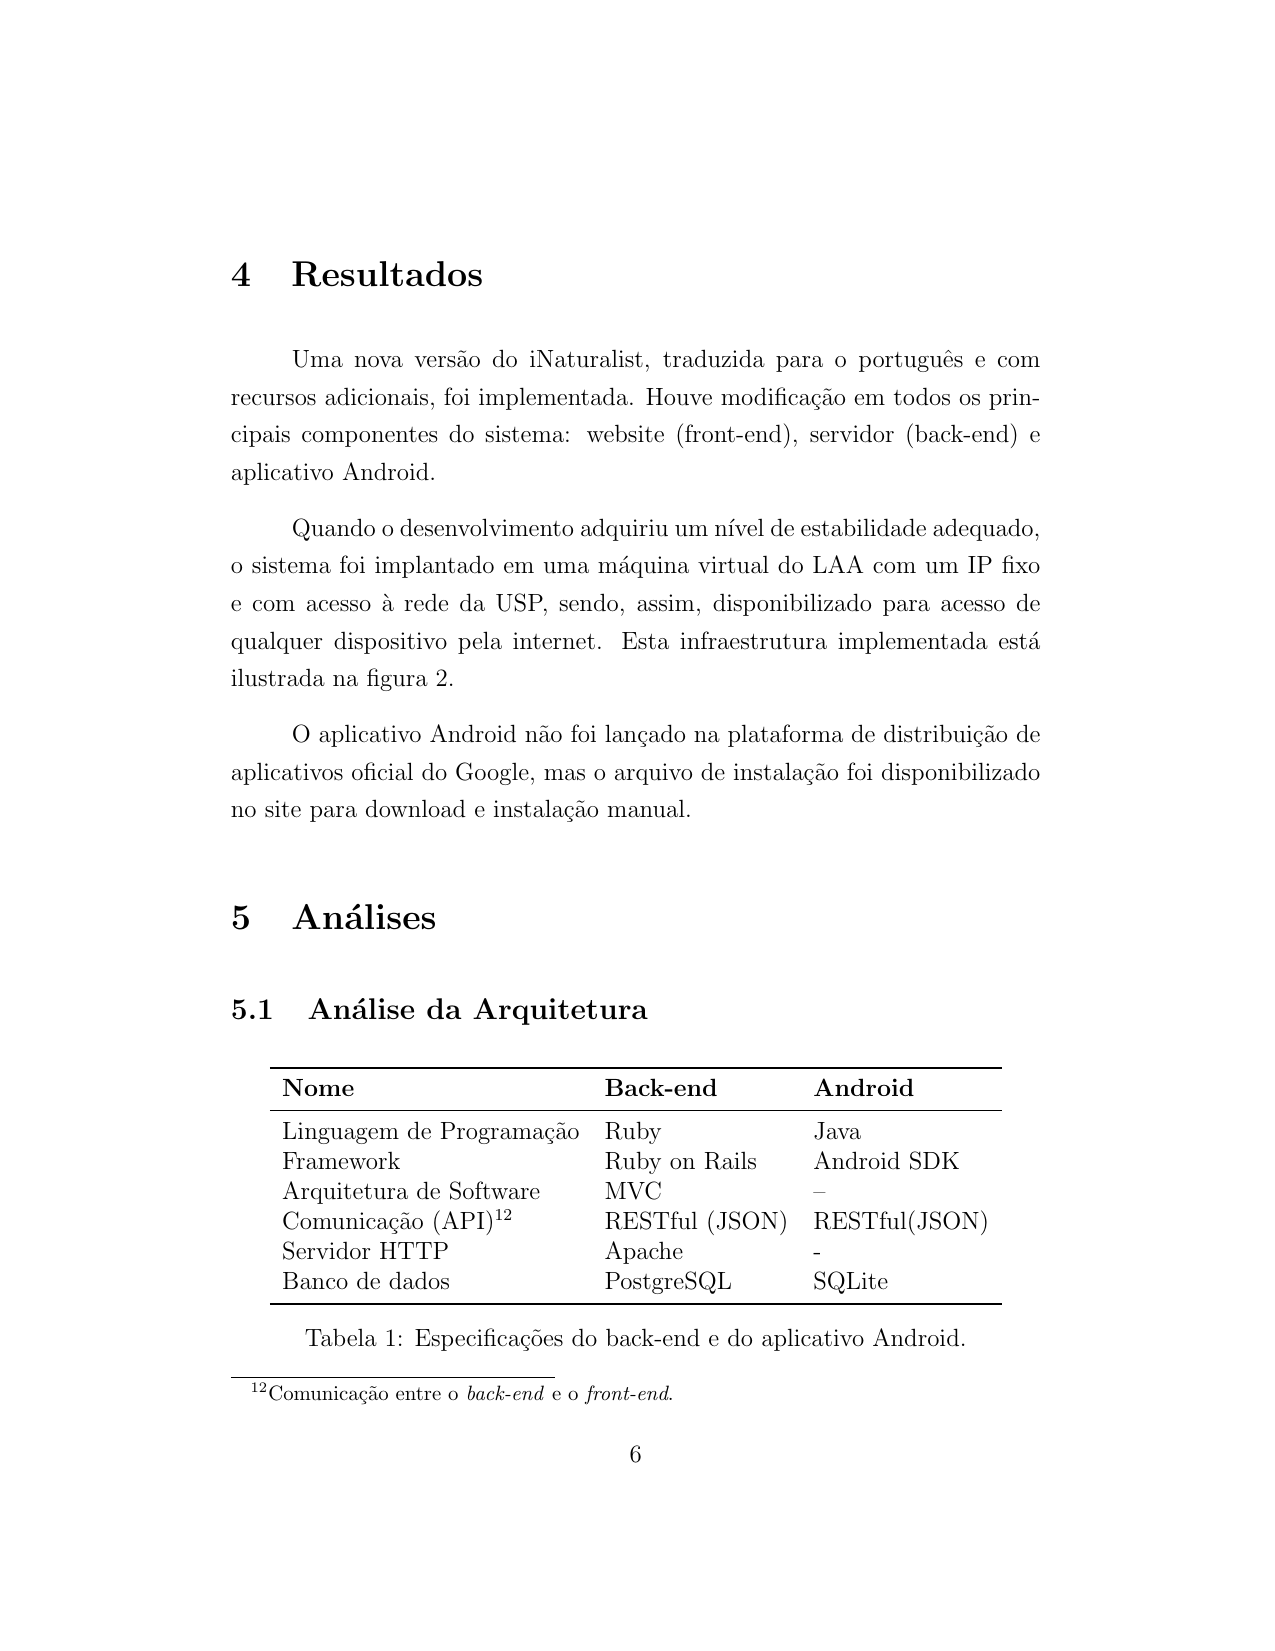 4 Resultados
Uma nova versão do iNaturalist, traduzida para o português e com
recursos adicionais, foi implementada. Houve modificação em todos os prin-
cipais componentes do sistema: website (front-end), servidor (back-end) e
aplicativo Android.
Quando o desenvolvimento adquiriu um nível de estabilidade adequado,
o sistema foi implantado em uma máquina virtual do LAA com um IP fixo
e com acesso à rede da USP, sendo, assim, disponibilizado para acesso de
qualquer dispositivo pela internet. Esta infraestrutura implementada está
ilustrada na figura 2.
O aplicativo Android não foi lançado na plataforma de distribuição de
aplicativos oficial do Google, mas o arquivo de instalação foi disponibilizado
no site para download e instalação manual.
5 Análises
5.1 Análise da Arquitetura
Nome Back-end Android
Linguagem de Programação Ruby Java
Framework Ruby on Rails Android SDK
Arquitetura de Software MVC –
Comunicação (API)12 RESTful (JSON) RESTful(JSON)
Servidor HTTP Apache -
Banco de dados PostgreSQL SQLite
Tabela 1: Especificações do back-end e do aplicativo Android.
12Comunicação entre o back-end e o front-end.
6